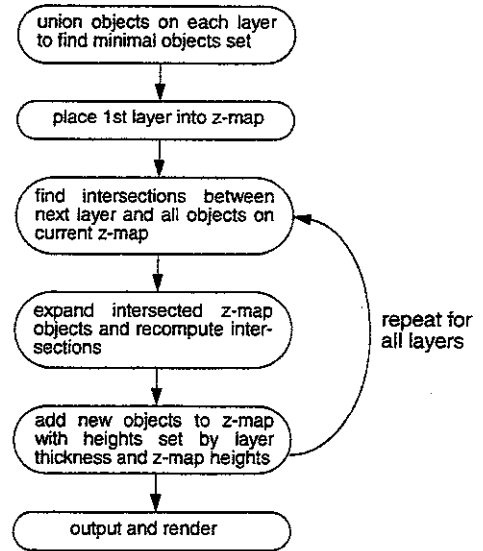 union objects on each layer
to find minimal objects set
place 1st layer into z-map
find intersections between
next layer and all objects on
current z-map
expand intersected z-map
objects and recompute inter-
sections
repeat for
all layers
add new objects to z-map
with heights set by layer
thickness and z-map heights
output and render